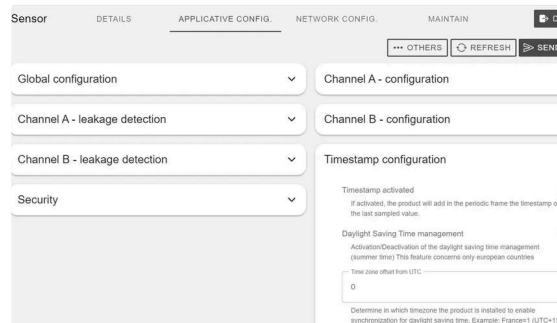 Sensor DETAILS APPLICATIVE CONFIG. NETWORK CONFIG. MAINTAIN
••• OTHERS REFRESH SEND
Global configuration
Channel A - configuration
Channel A - leakage detection
Channel B - configuration
Channel B - leakage detection
Timestamp configuration
Security
Timestamp activated
If activated, the product will add in the periodic frame the timestamp o
the last sampled value.
Daylight Saving Time management
Activation/Deactivation of the daylight saving time management
(summer time) This feature concerns only european countries
Time zone offset from UTC
0
Determine in which timezone the product is installed to enable
synchronization for daylight saving time. Example: France=1 (UTC+1